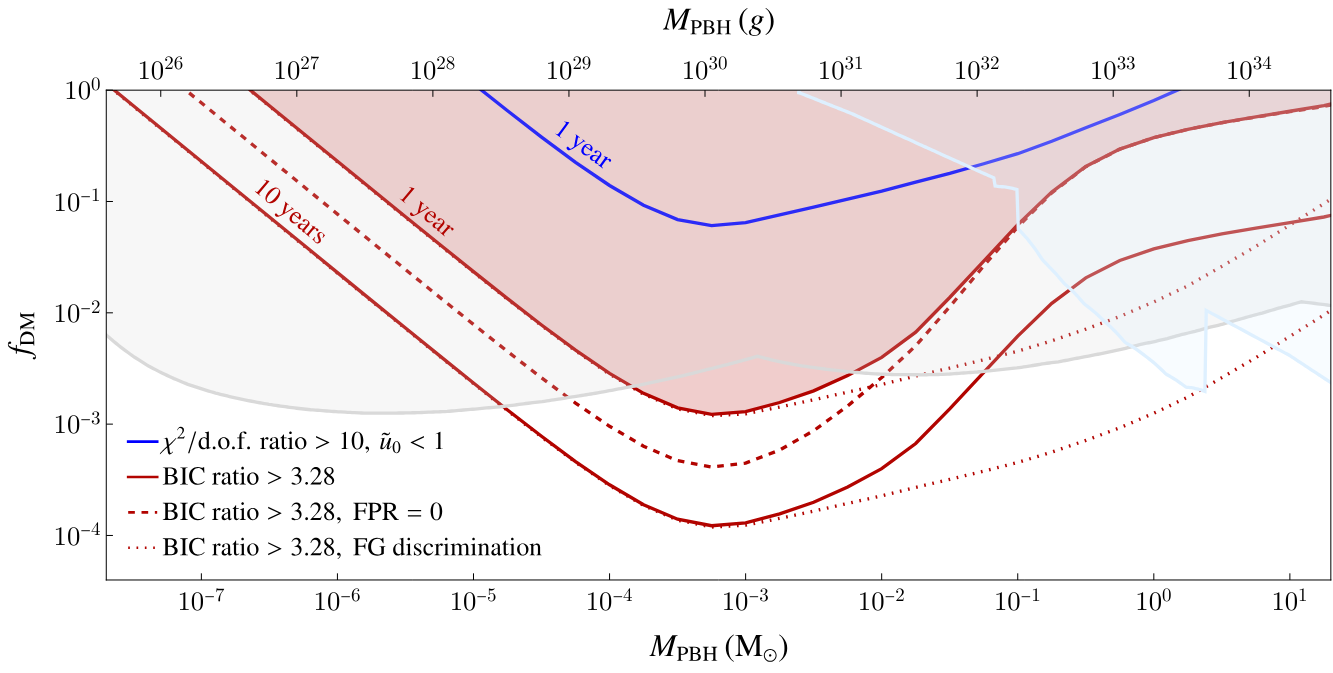 M_PBH (g)
10^26 10^27 10^28 10^29 10^30 10^31 10^32 10^33 10^34
10^0
10^-1
10^-2
10^-3
10^-4
f_DM
1 year
1 year
10 years
χ^2/d.o.f. ratio > 10, ũ_0 < 1
BIC ratio > 3.28
BIC ratio > 3.28, FPR = 0
BIC ratio > 3.28, FG discrimination
10^-7 10^-6 10^-5 10^-4 10^-3 10^-2 10^-1 10^0 10^1
M_PBH (M_⊙)